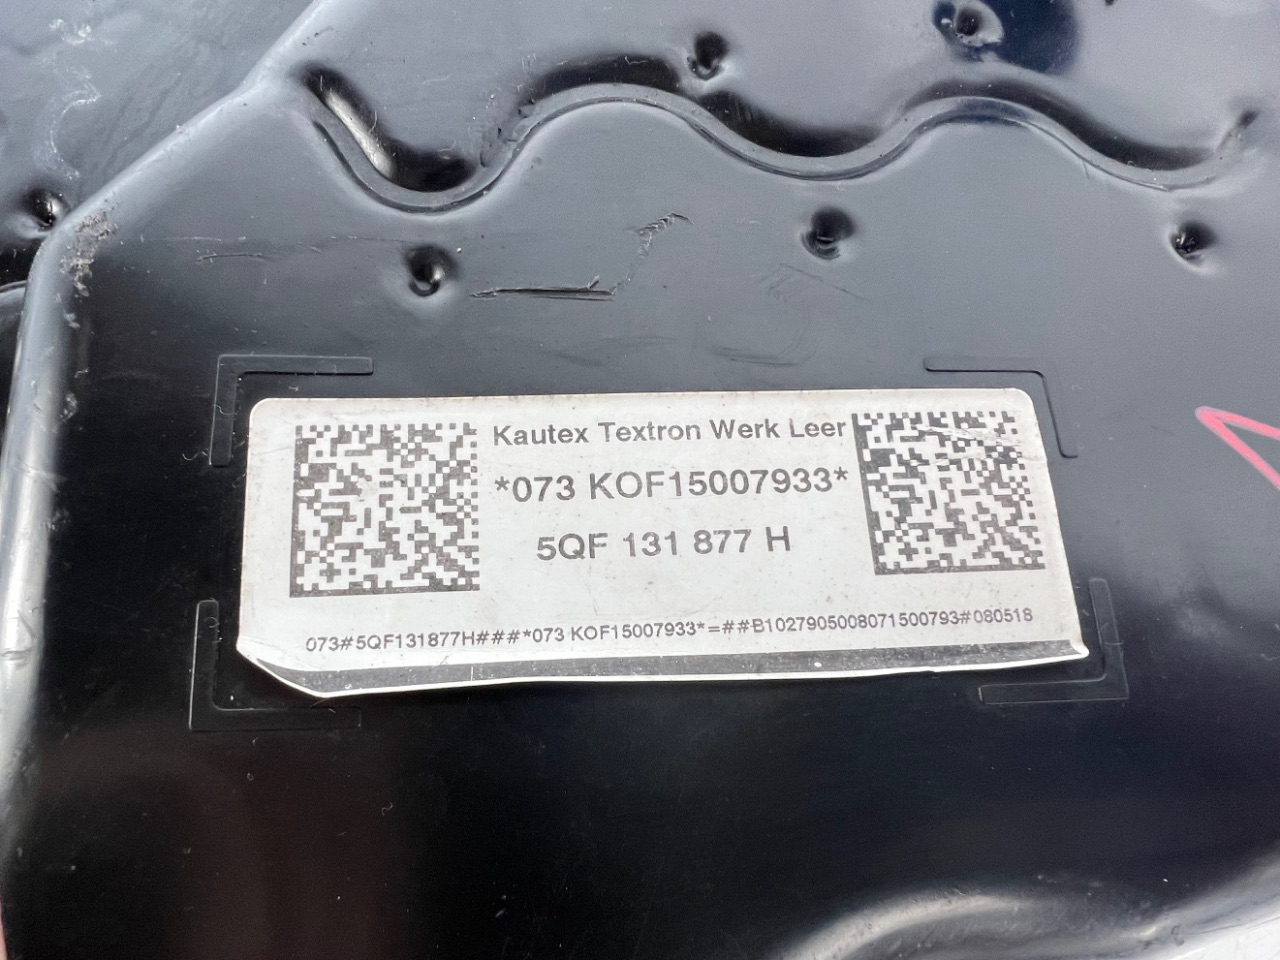 Kautex Textron Werk Leer
*073 KOF15007933*
5QF 131 877 H
073#5QF131877H###*073 KOF15007933*=##B1027905008071500793#080518